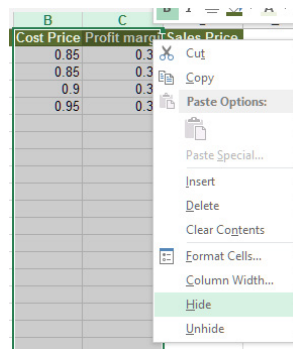 B C
Cost Price Profit margin Sales Price
0.85 0.3
0.85 0.3
0.9 0.3
0.95 0.3
Cut
Copy
Paste Options:
Paste Special...
Insert
Delete
Clear Contents
Format Cells...
Column Width...
Hide
Unhide